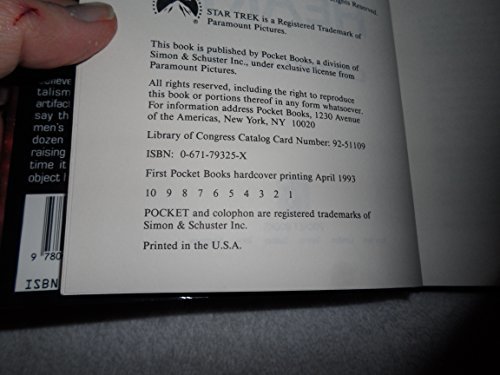 Rights Reserved.
STAR TREK is a Registered Trademark of
Paramount Pictures.
This book is published by Pocket Books, a division of
Simon & Schuster Inc., under exclusive license from
Paramount Pictures.
All rights reserved, including the right to reproduce
this book or portions thereof in any form whatsoever.
For information address Pocket Books, 1230 Avenue
of the Americas, New York, NY 10020
Library of Congress Catalog Card Number: 92-51109
ISBN: 0-671-79325-X
First Pocket Books hardcover printing April 1993
10 9 8 7 6 5 4 3 2 1
POCKET and colophon are registered trademarks of
Simon & Schuster Inc.
Printed in the U.S.A.
talism
artifac
say th
men's
dozen
raising
time it
object l
9 780
ISBN